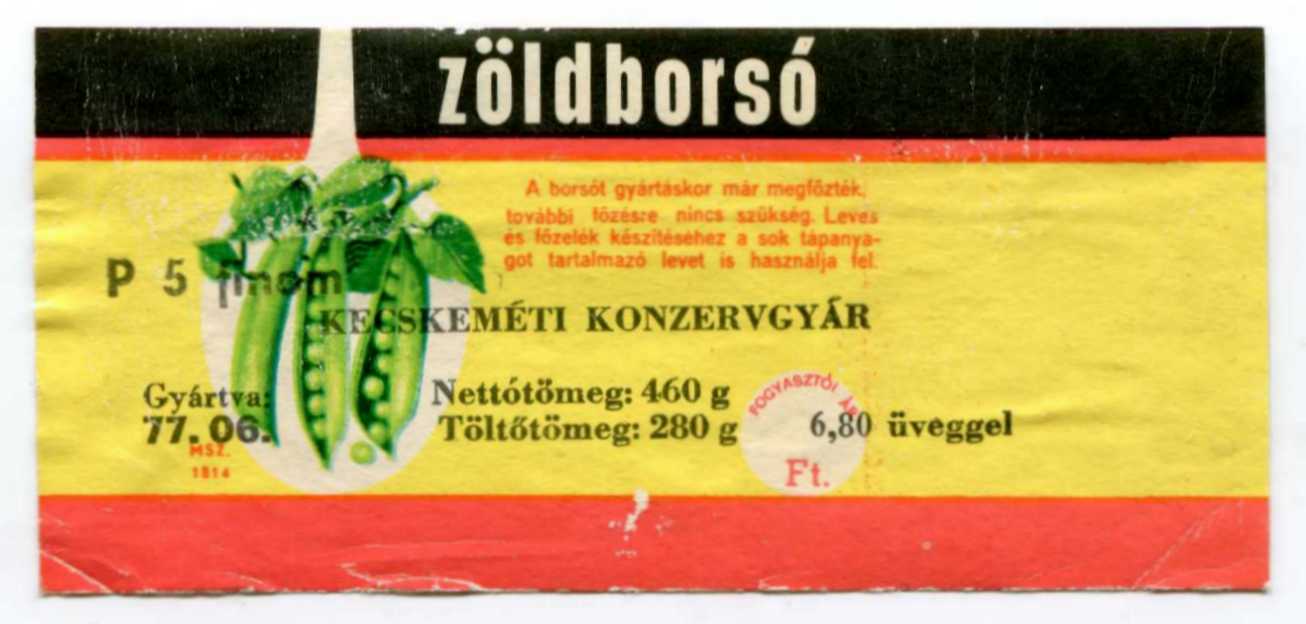 zöldborsó
A borsót gyártáskor már megfőzték,
további főzésre nincs szükség. Leves
és főzelék készítéséhez a sok tápanya-
got tartalmazó levet is használja fel.
P 5 finom
KECSKEMÉTI KONZERVGYÁR
Gyártva:
77. 06.
MSZ.
1814
Nettótömeg: 460 g
Töltőtömeg: 280 g
FOGYASZTÓI ÁR
6,80 üveggel
Ft.